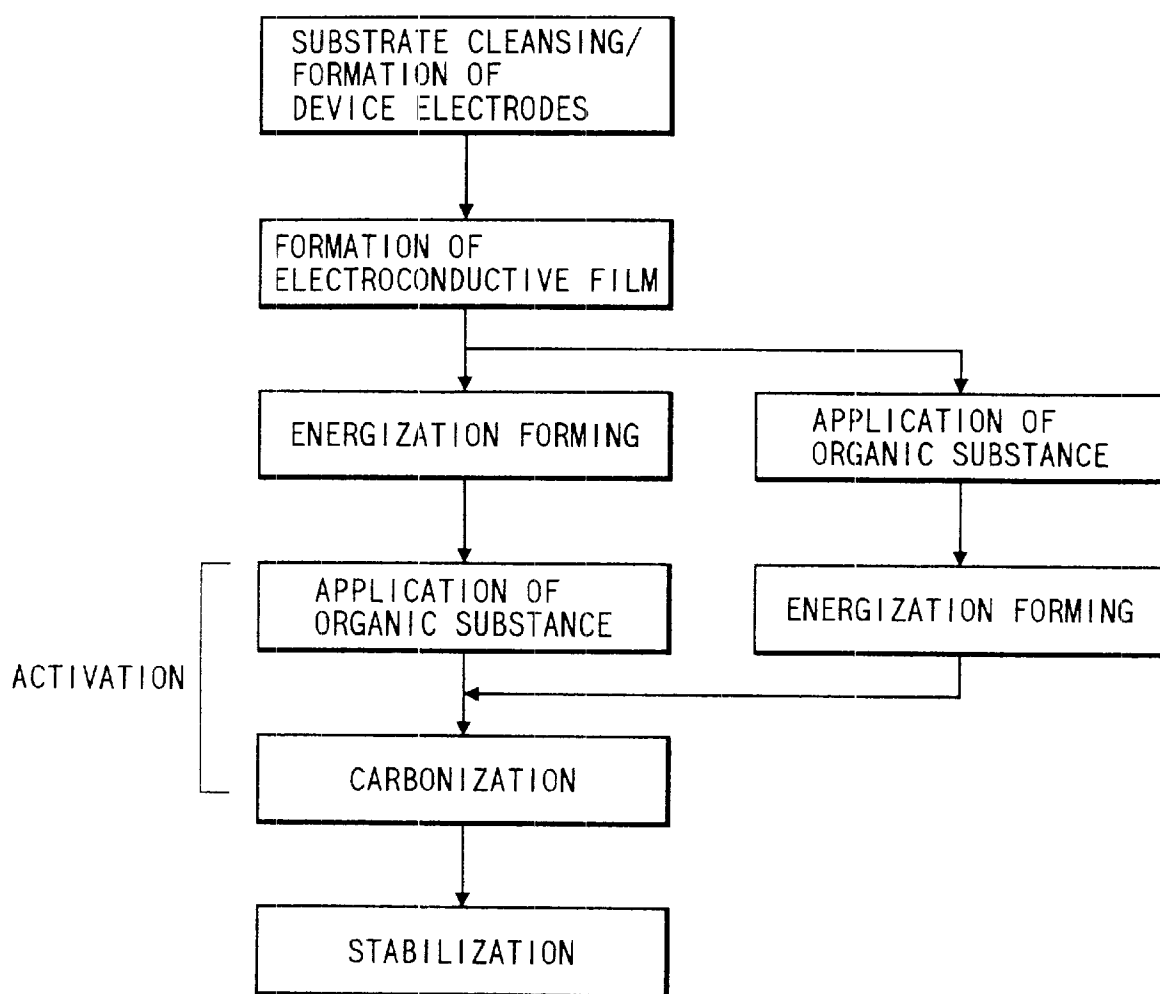 SUBSTRATE CLEANSING/
FORMATION OF
DEVICE ELECTRODES
FORMATION OF
ELECTROCONDUCTIVE FILM
ENERGIZATION FORMING
APPLICATION OF
ORGANIC SUBSTANCE
APPLICATION OF
ORGANIC SUBSTANCE
ENERGIZATION FORMING
ACTIVATION
CARBONIZATION
STABILIZATION